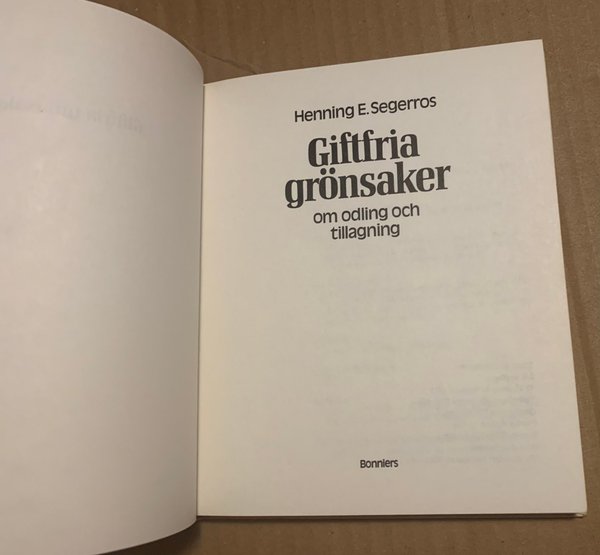 Henning E. Segerros
Giftfria
grönsaker
om odling och
tillagning
Bonniers